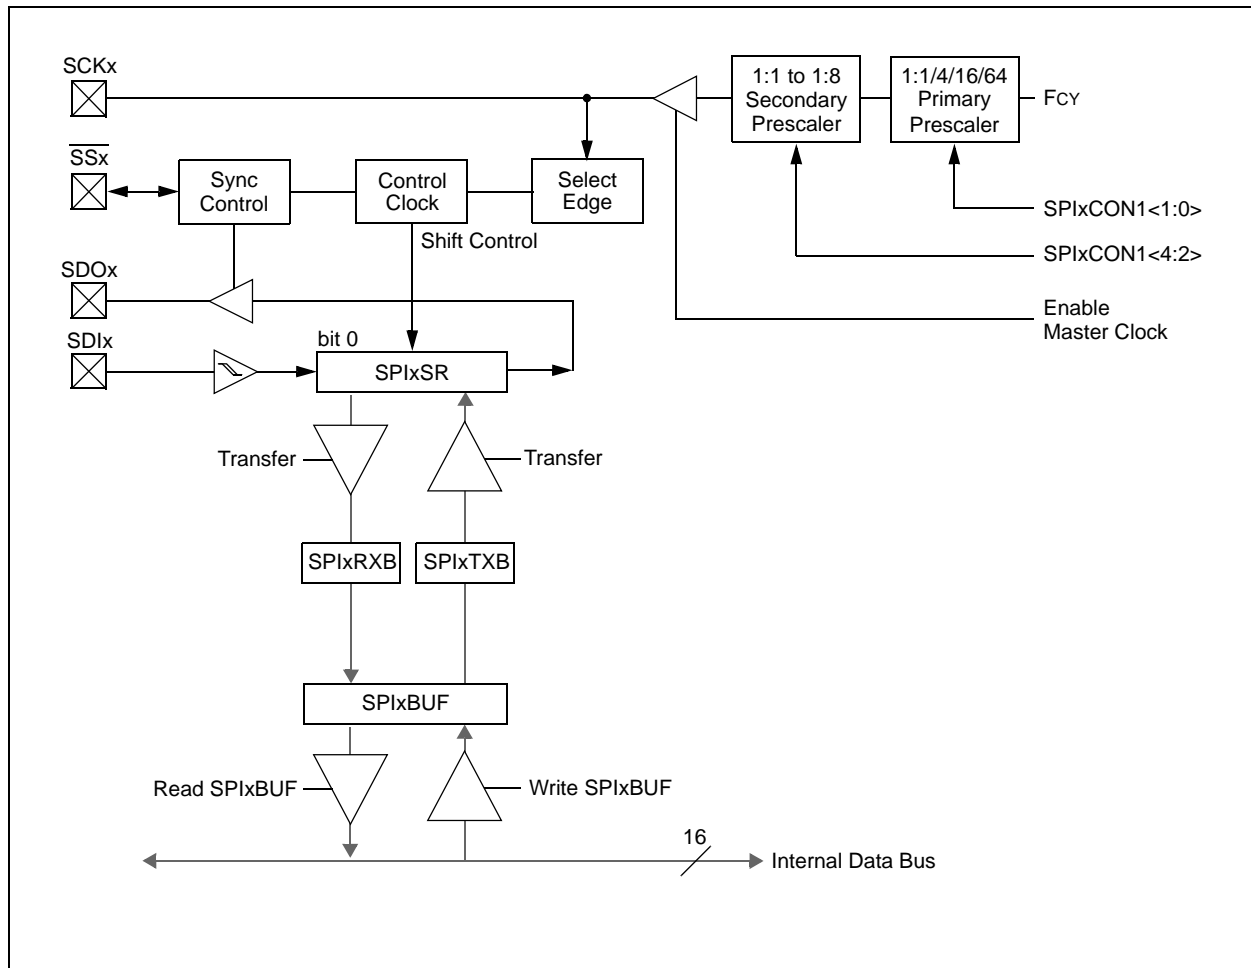 SCKx
1:1 to 1:8
Secondary
Prescaler
1:1/4/16/64
Primary
Prescaler
FCY
SSx
Sync
Control
Control
Clock
Select
Edge
SPIxCON1<1:0>
Shift Control
SPIxCON1<4:2>
SDOx
Enable
Master Clock
SDIx
bit 0
SPIxSR
Transfer
Transfer
SPIxRXB
SPIxTXB
SPIxBUF
Read SPIxBUF
Write SPIxBUF
16
Internal Data Bus